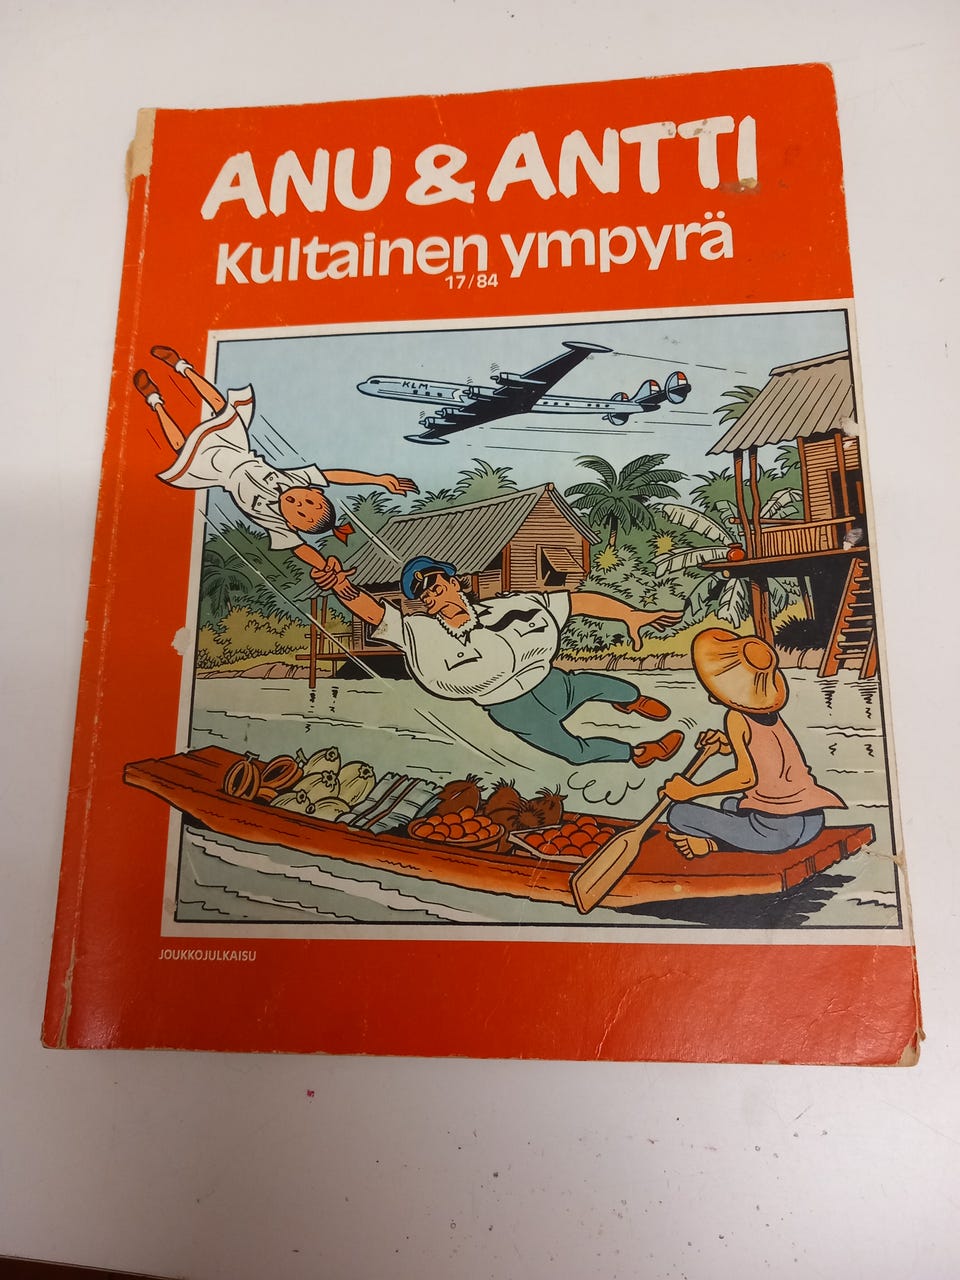 ANU & ANTTI
Kultainen ympyrä
17/84
KLM
JOUKKOJULKAISU